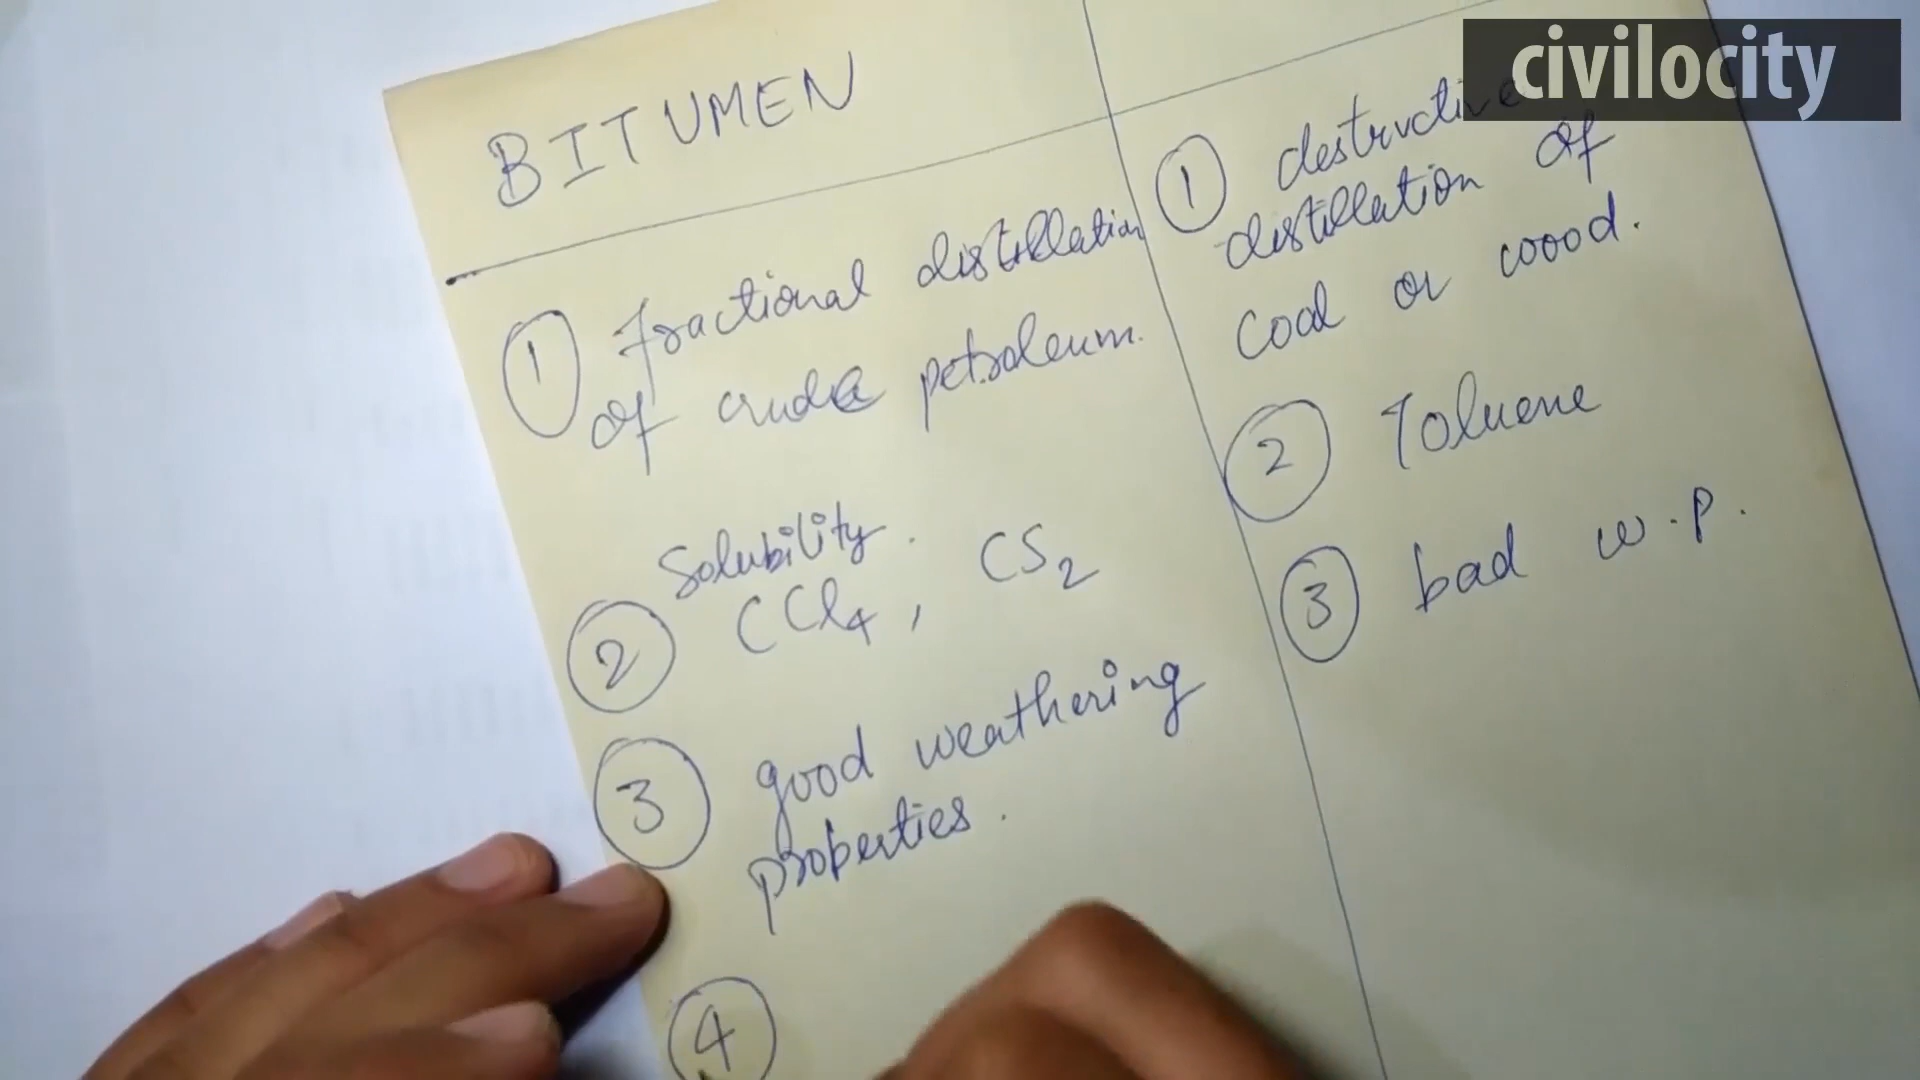 civilocity
BITUMEN
1 fractional distillation
of crude petroleum.
Solubility.
2 CCl4, CS2
3 good weathering
properties.
4
1 destructive
distillation of
coal or woood.
2 Toluene
3 bad w.p.